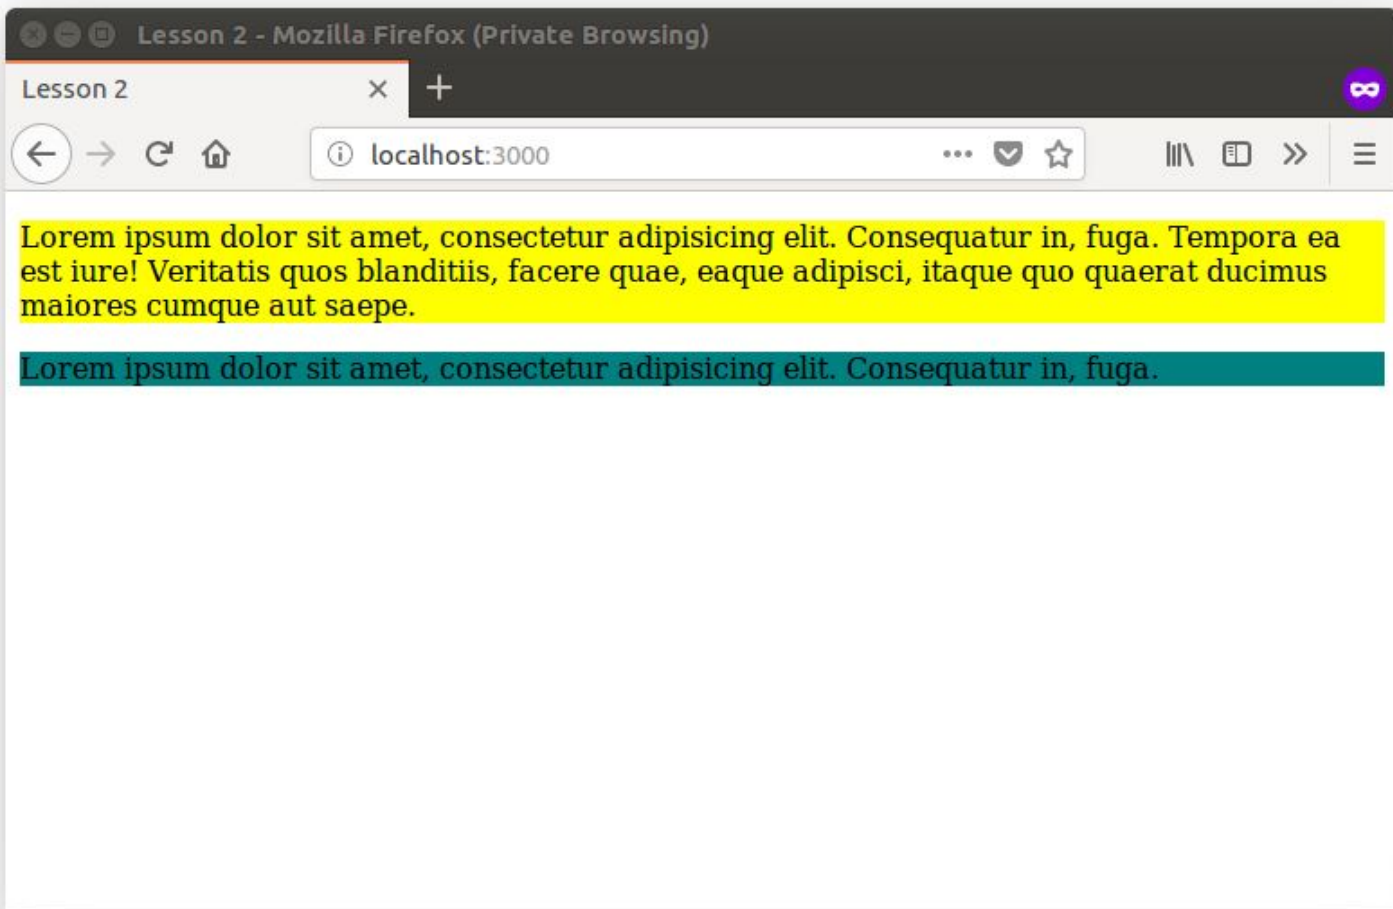 Lesson 2 - Mozilla Firefox (Private Browsing)
Lesson 2
localhost:3000
Lorem ipsum dolor sit amet, consectetur adipisicing elit. Consequatur in, fuga. Tempora ea
est iure! Veritatis quos blanditiis, facere quae, eaque adipisci, itaque quo quaerat ducimus
maiores cumque aut saepe.
Lorem ipsum dolor sit amet, consectetur adipisicing elit. Consequatur in, fuga.